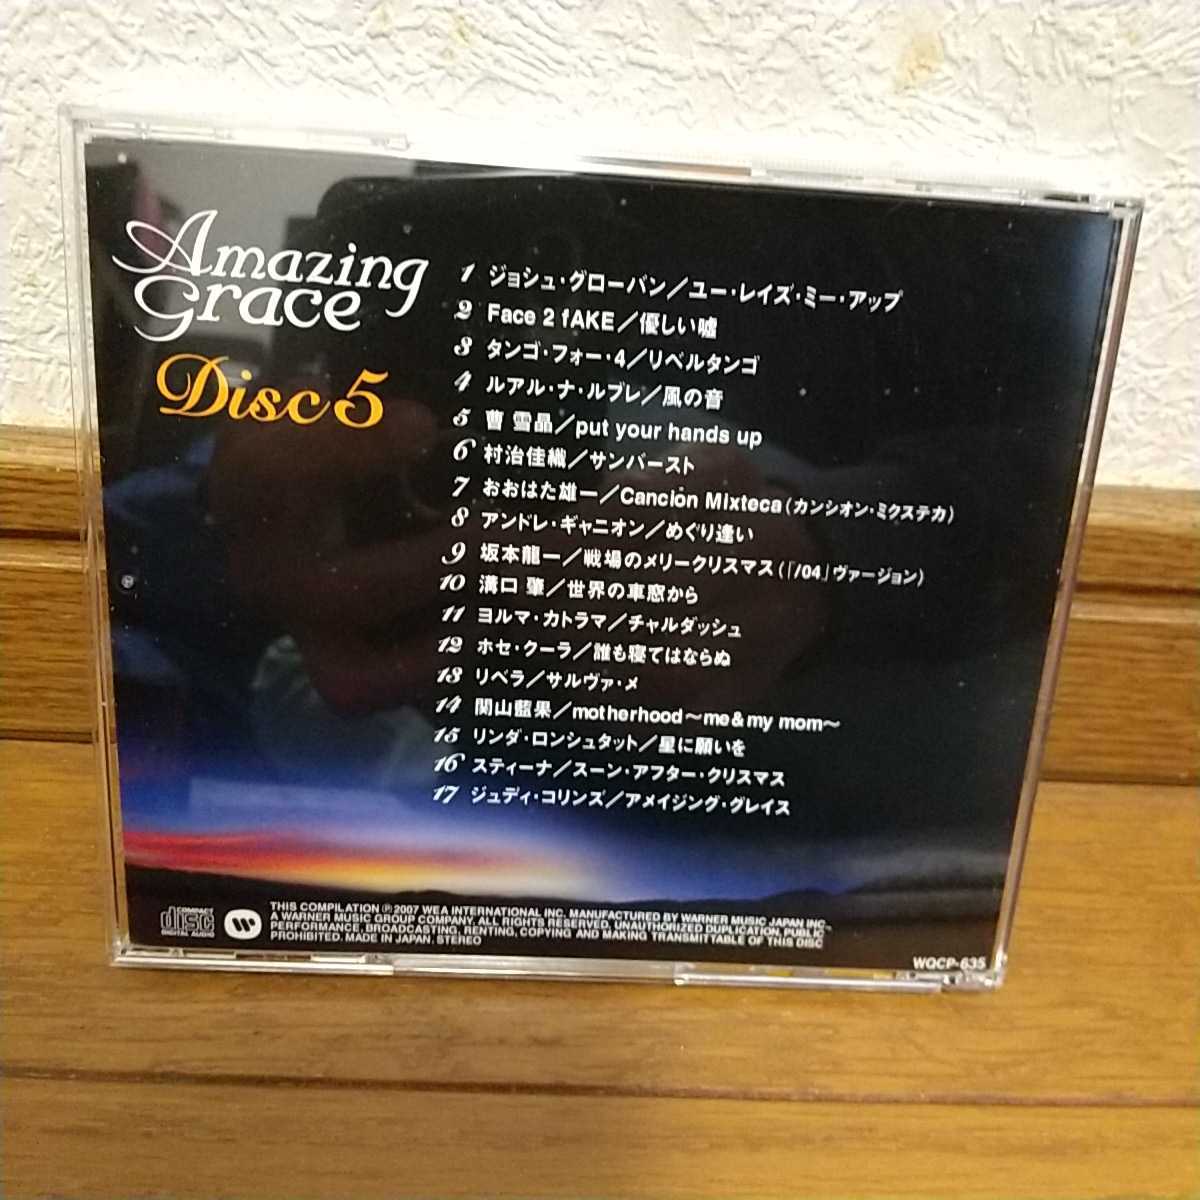 Amazing
Grace
Disc 5
1 ジョシュ・グローバン／ユー・レイズ・ミー・アップ
2 Face 2 fAKE／優しい嘘
3 タンゴ・フォー・4／リベルタンゴ
4 ルアル・ナ・ルブレ／風の音
5 曹 雪晶／put your hands up
6 村治佳織／サンバースト
7 おおはた雄一／Cancion Mixteca（カンシオン・ミクステカ）
8 アンドレ・ギャニオン／めぐり逢い
9 坂本龍一／戦場のメリークリスマス（「/04」ヴァージョン）
10 溝口 肇／世界の車窓から
11 ヨルマ・カトラマ／チャルダッシュ
12 ホセ・クーラ／誰も寝てはならぬ
13 リベラ／サルヴァ・メ
14 関山藍果／motherhood〜me&my mom〜
15 リンダ・ロンシュタット／星に願いを
16 スティーナ／スーン・アフター・クリスマス
17 ジュディ・コリンズ／アメイジング・グレイス
COMPACT
disc
DIGITAL AUDIO
THIS COMPILATION ℗2007 WEA INTERNATIONAL INC. MANUFACTURED BY WARNER MUSIC JAPAN INC.,
A WARNER MUSIC GROUP COMPANY. ALL RIGHTS RESERVED. UNAUTHORIZED DUPLICATION, PUBLIC
PERFORMANCE, BROADCASTING, RENTING, COPYING AND MAKING TRANSMITTABLE OF THIS DISC
PROHIBITED. MADE IN JAPAN. STEREO
WQCP-635